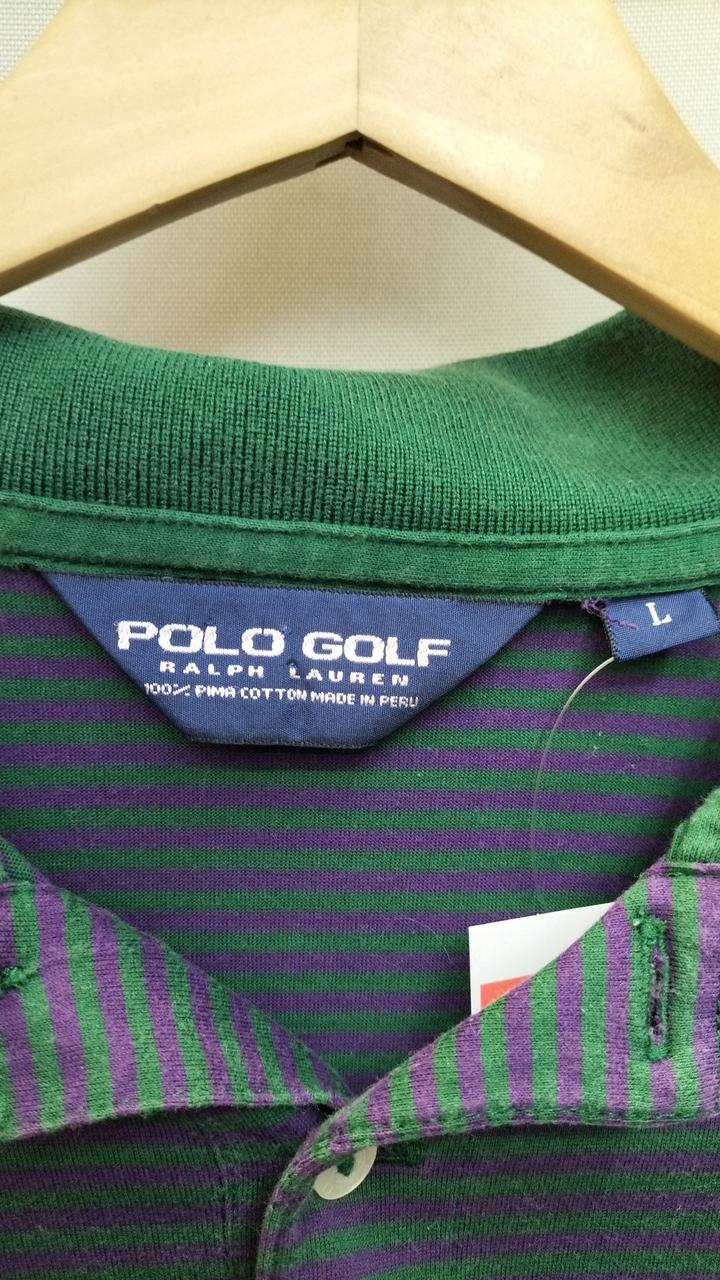 POLO GOLF
RALPH LAUREN
100% PIMA COTTON MADE IN PERU
L